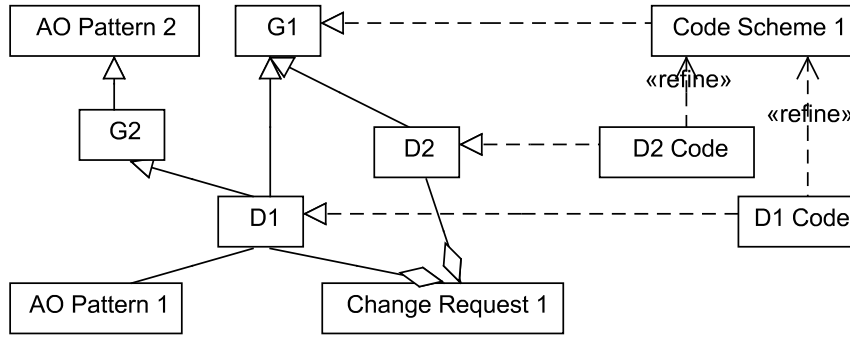 AO Pattern 2
G1
Code Scheme 1
«refine»
«refine»
G2
D2
D2 Code
D1
D1 Code
AO Pattern 1
Change Request 1